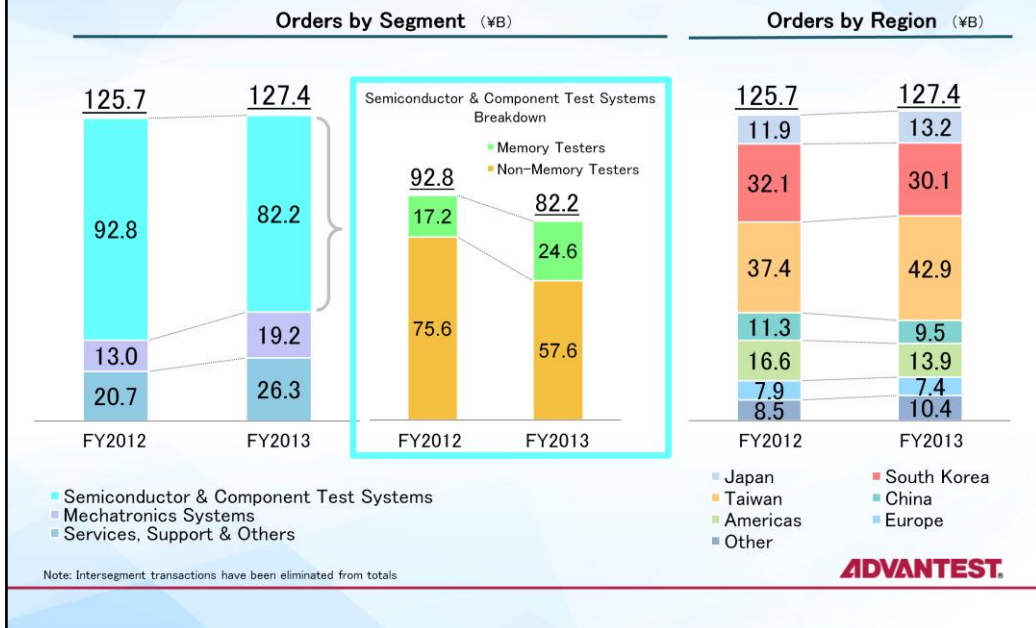 Orders by Segment (¥B)
125.7
127.4
92.8
82.2
13.0
19.2
20.7
26.3
FY2012
FY2013
Semiconductor & Component Test Systems
Breakdown
Memory Testers
Non-Memory Testers
92.8
82.2
17.2
24.6
75.6
57.6
FY2012
FY2013
Semiconductor & Component Test Systems
Mechatronics Systems
Services, Support & Others
Orders by Region (¥B)
125.7
127.4
11.9
13.2
32.1
30.1
37.4
42.9
11.3
9.5
16.6
13.9
7.9
7.4
8.5
10.4
FY2012
FY2013
Japan
South Korea
Taiwan
China
Americas
Europe
Other
Note: Intersegment transactions have been eliminated from totals
ADVANTEST.